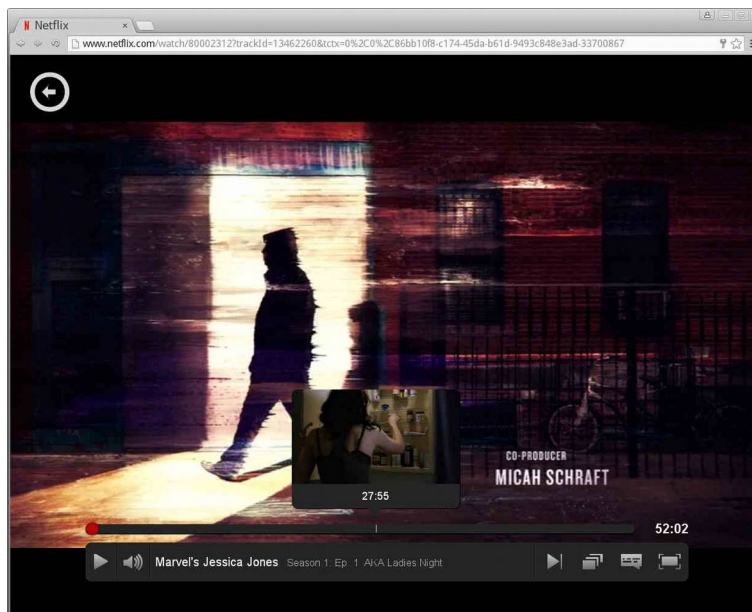 Netflix
www.netflix.com/watch/80002312?trackId=13462260&tctx=0%2C0%2C86bb10f8-c174-45da-b61d-9493c848e3ad-33700867
CO-PRODUCER
MICAH SCHRAFT
27:55
52:02
Marvel's Jessica Jones Season 1: Ep. 1 AKA Ladies Night